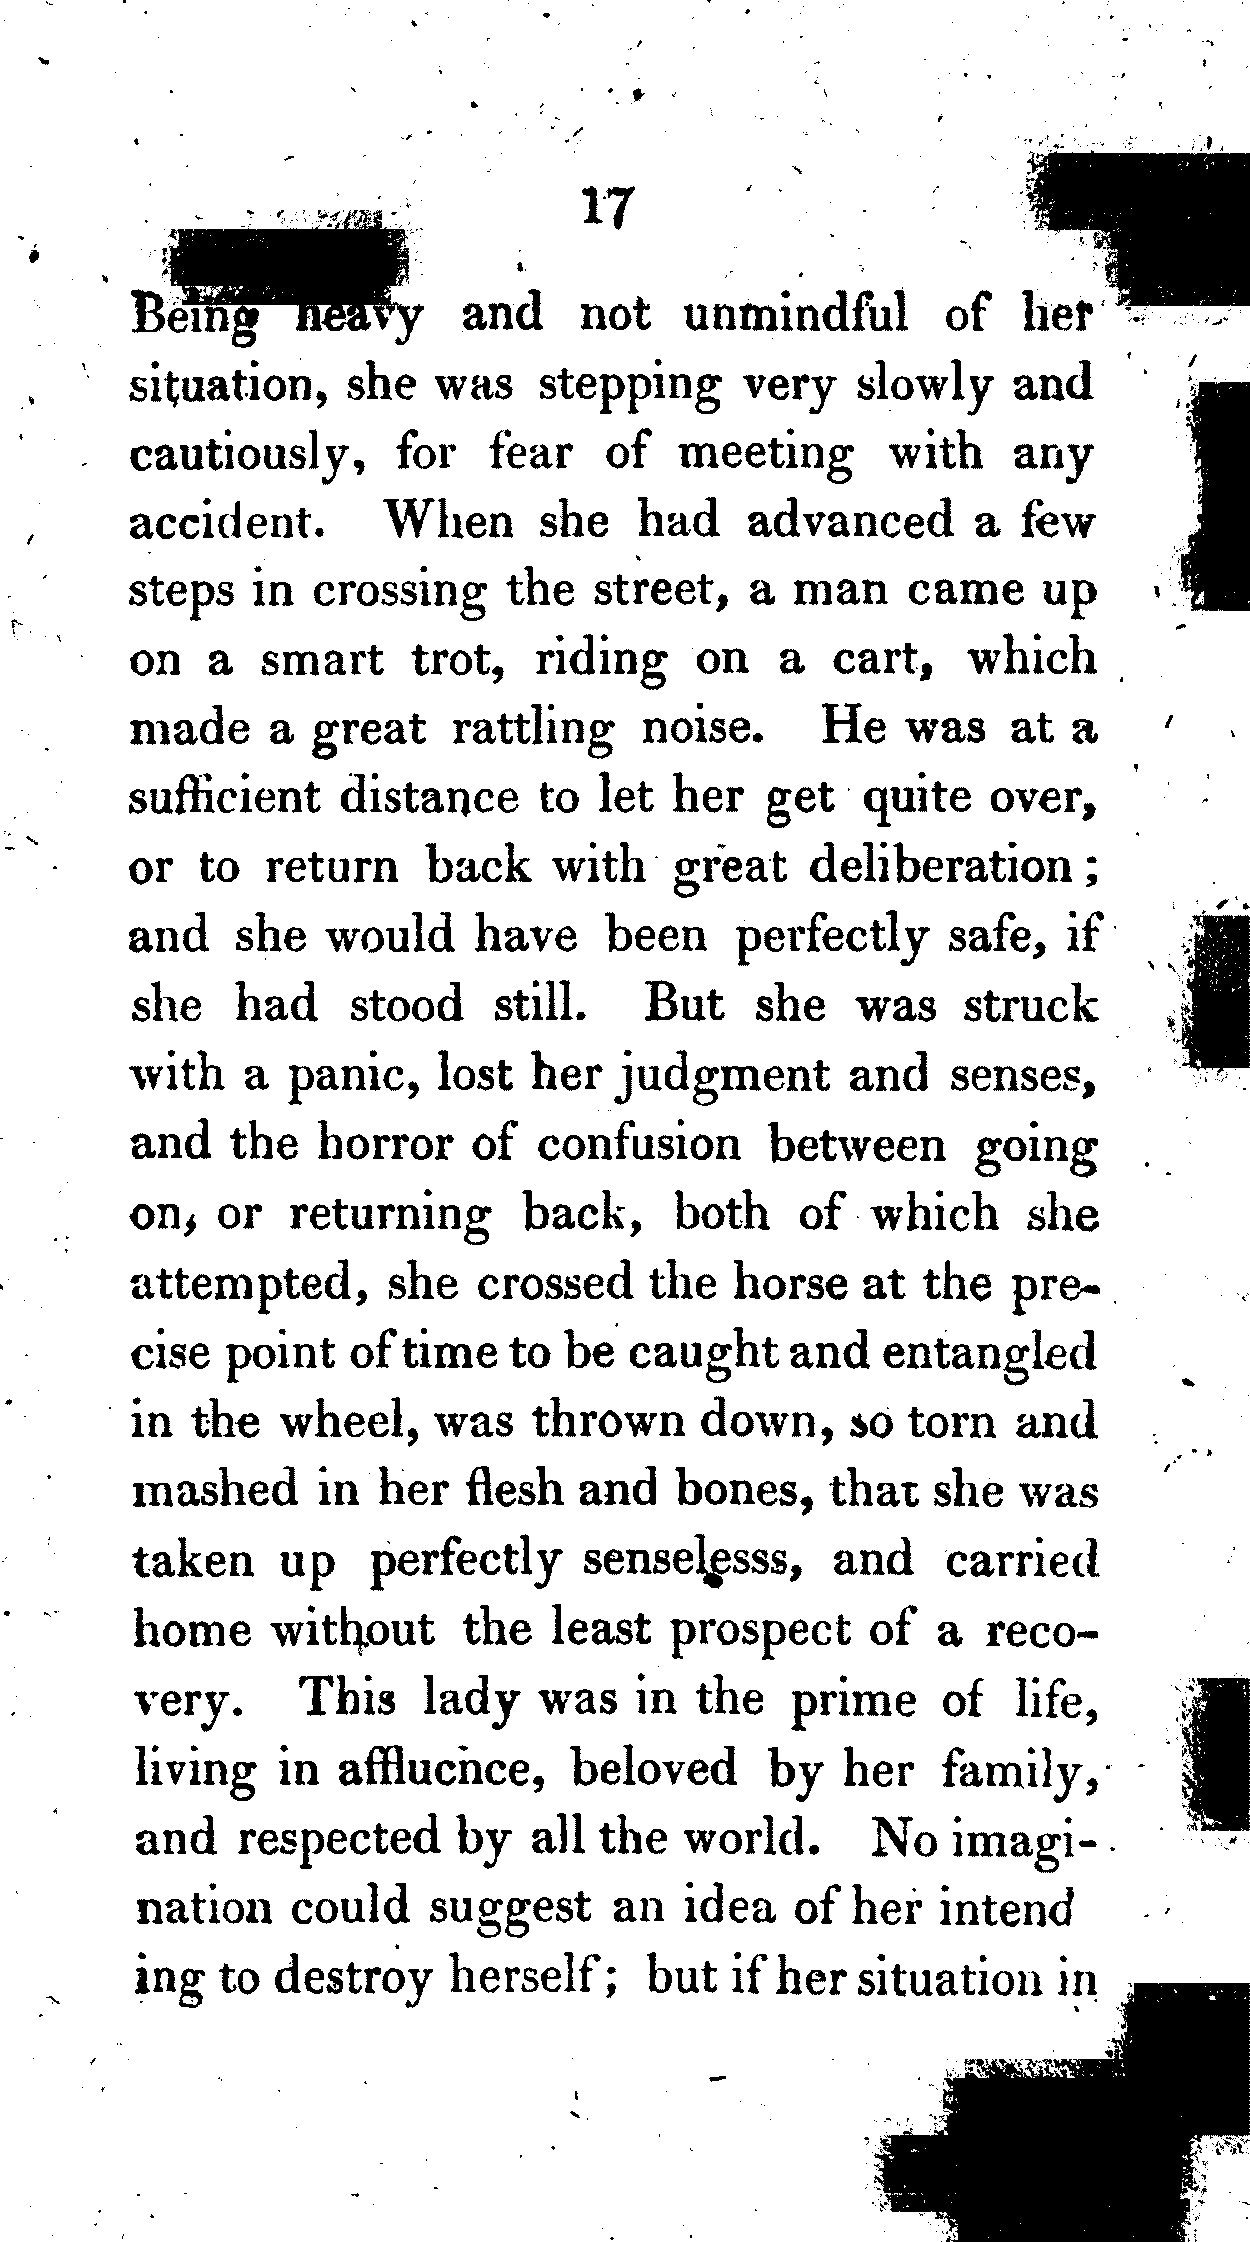 17
Being heavy and not unmindful of her
situation, she was stepping very slowly and
cautiously, for fear of meeting with any
accident. When she had advanced a few
steps in crossing the street, a man came up
on a smart trot, riding on a cart, which
made a great rattling noise. He was at a
sufficient distance to let her get quite over,
or to return back with great deliberation;
and she would have been perfectly safe, if
she had stood still. But she was struck
with a panic, lost her judgment and senses,
and the horror of confusion between going
on, or returning back, both of which she
attempted, she crossed the horse at the pre-
cise point of time to be caught and entangled
in the wheel, was thrown down, so torn and
mashed in her flesh and bones, that she was
taken up perfectly senselesss, and carried
home without the least prospect of a reco-
very. This lady was in the prime of life,
living in affluence, beloved by her family,
and respected by all the world. No imagi-
nation could suggest an idea of her intend
ing to destroy herself; but if her situation in